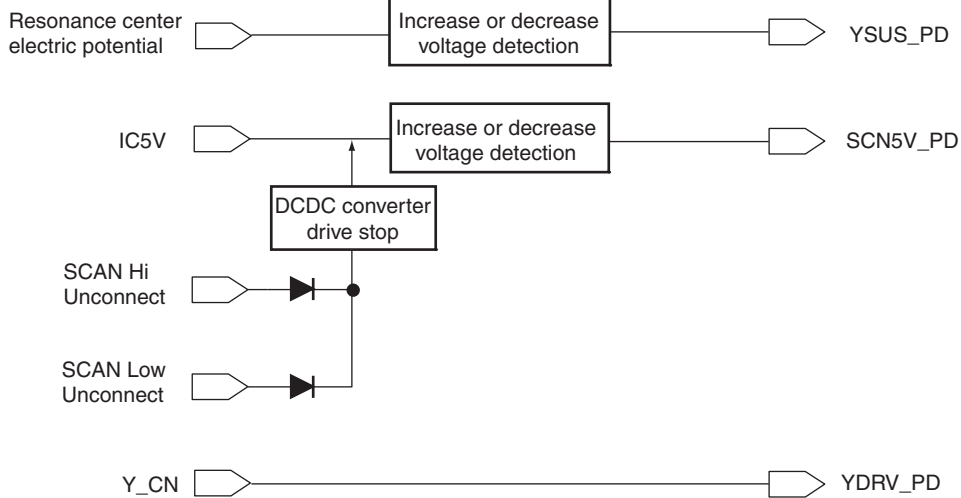 Resonance center
electric potential
Increase or decrease
voltage detection
YSUS_PD
IC5V
Increase or decrease
voltage detection
SCN5V_PD
DCDC converter
drive stop
SCAN Hi
Unconnect
SCAN Low
Unconnect
Y_CN
YDRV_PD